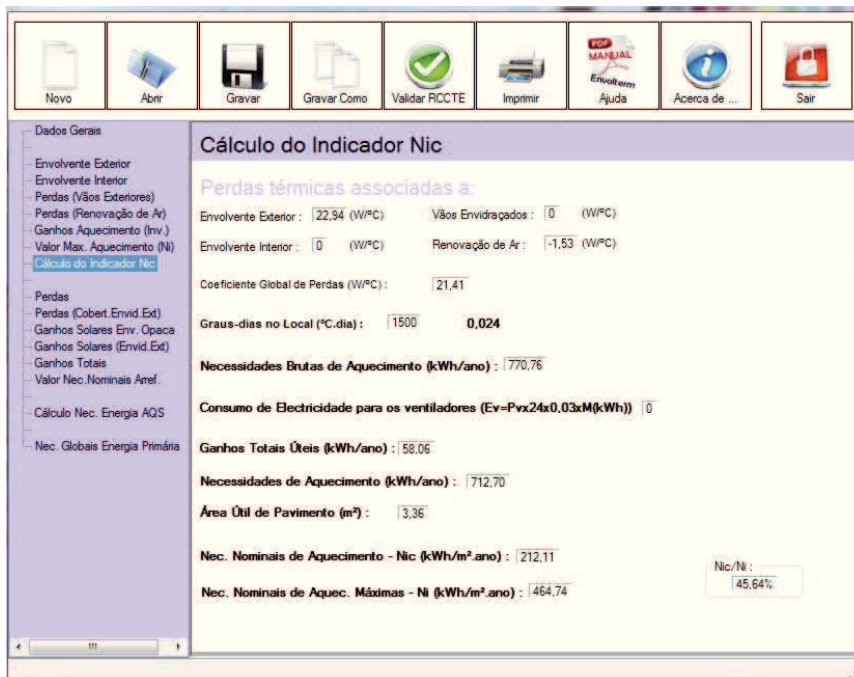 Novo
Abrir
Gravar
Gravar Como
Validar RCCTE
Imprimir
PDF
MANUAL
Envolterm
Ajuda
Acerca de ...
Sair
Dados Gerais
Envolvente Exterior
Envolvente Interior
Perdas (Vãos Exteriores)
Perdas (Renovação de Ar)
Ganhos Aquecimento (Inv.)
Valor Max. Aquecimento (Ni)
Cálculo do Indicador Nic
Perdas
Perdas (Cobert.Envid.Ext)
Ganhos Solares Env. Opaca
Ganhos Solares (Envid.Ext)
Ganhos Totais
Valor Nec.Nominais Arref.
Cálculo Nec. Energia AQS
Nec. Globais Energia Primária
Cálculo do Indicador Nic
Perdas térmicas associadas a:
Envolvente Exterior : 22,94 (W/ºC) Vãos Envidraçados : 0 (W/ºC)
Envolvente Interior : 0 (W/ºC) Renovação de Ar : -1,53 (W/ºC)
Coeficiente Global de Perdas (W/ºC) : 21,41
Graus-dias no Local (ºC.dia) : 1500 0,024
Necessidades Brutas de Aquecimento (kWh/ano) : 770,76
Consumo de Electricidade para os ventiladores (Ev=Pvx24x0,03xM(kWh)) 0
Ganhos Totais Úteis (kWh/ano) : 58,06
Necessidades de Aquecimento (kWh/ano) : 712,70
Área Útil de Pavimento (m²) : 3,36
Nec. Nominais de Aquecimento - Nic (kWh/m².ano) : 212,11
Nec. Nominais de Aquec. Máximas - Ni (kWh/m².ano) : 464,74
Nic/Ni :
45,64%